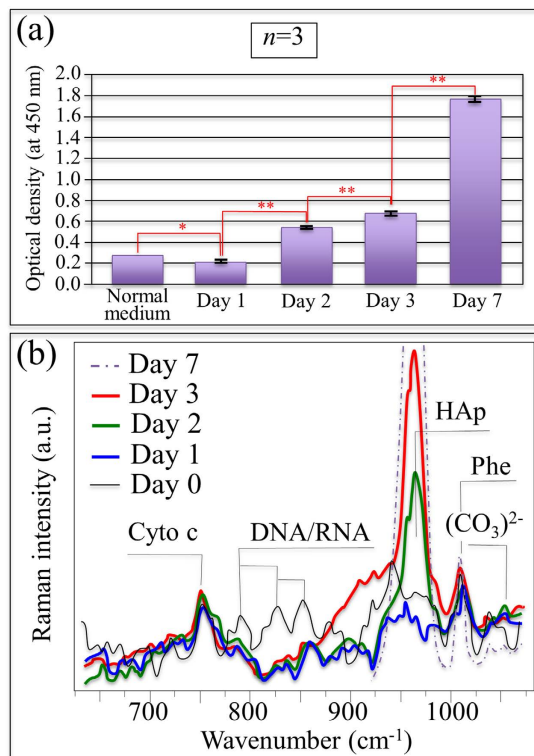 (a)
n=3
Optical density (at 450 nm)
2.0
1.8
1.6
1.4
1.2
1.0
0.8
0.6
0.4
0.2
0.0
*
**
**
**
Normal medium
Day 1
Day 2
Day 3
Day 7
(b)
Day 7
Day 3
Day 2
Day 1
Day 0
HAp
Phe
(CO₃)²⁻
Cyto c
DNA/RNA
Raman intensity (a.u.)
700
800
900
1000
Wavenumber (cm⁻¹)